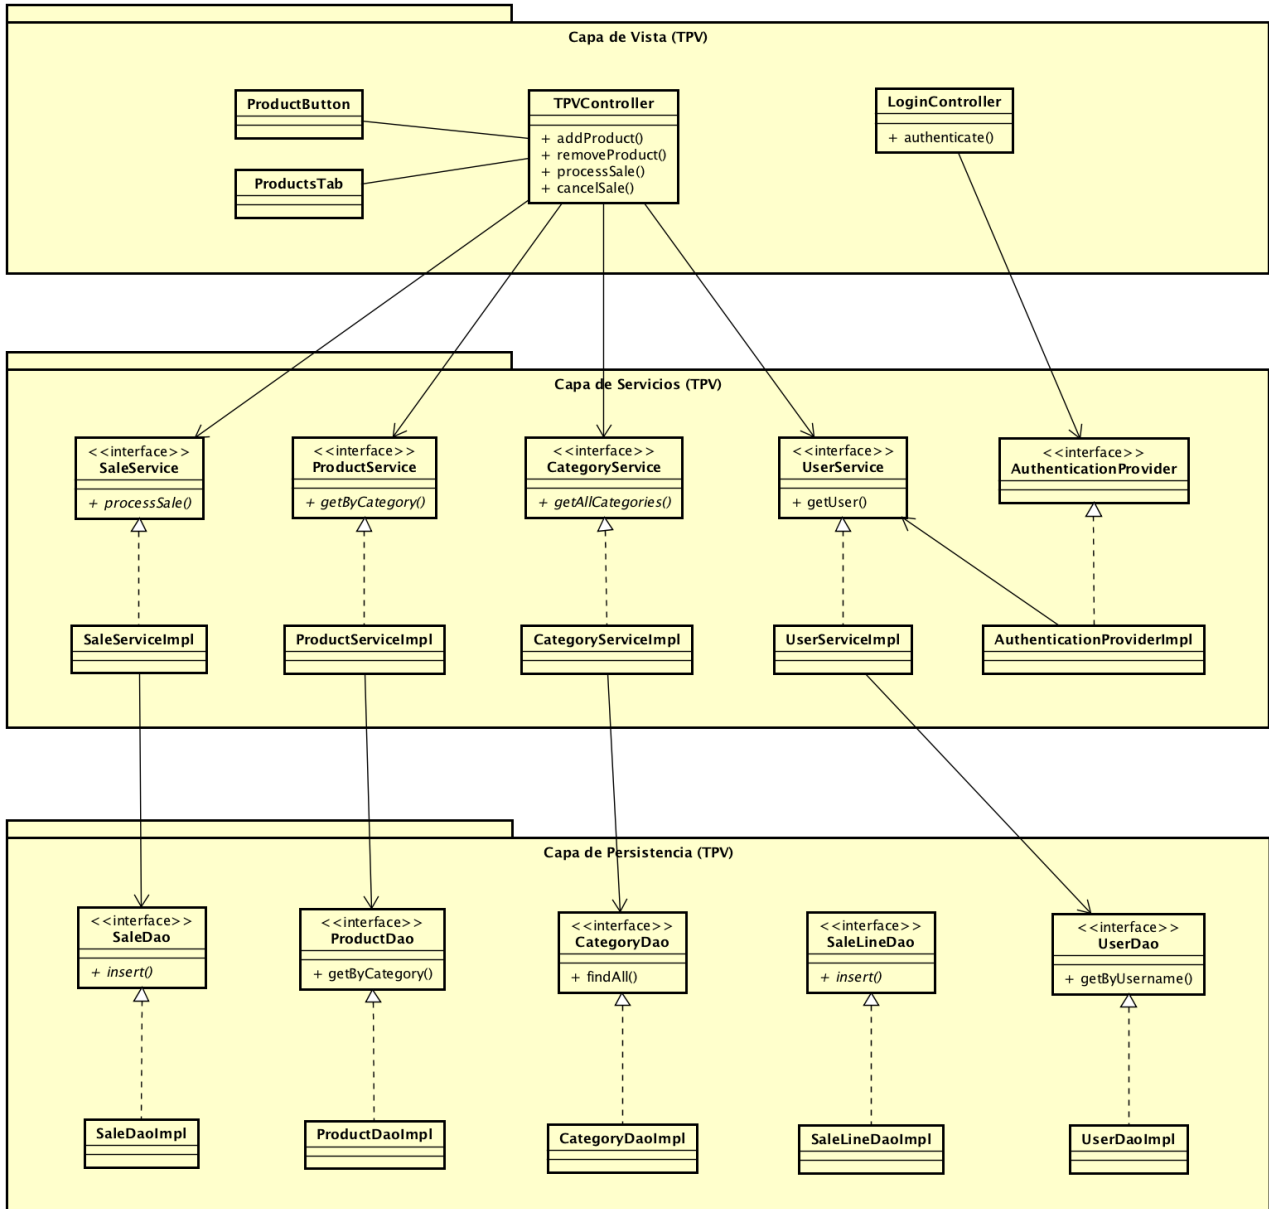 Capa de Vista (TPV)
ProductButton
TPVController
+ addProduct()
+ removeProduct()
+ processSale()
+ cancelSale()
LoginController
+ authenticate()
ProductsTab
Capa de Servicios (TPV)
<<interface>>
SaleService
+ processSale()
<<interface>>
ProductService
+ getByCategory()
<<interface>>
CategoryService
+ getAllCategories()
<<interface>>
UserService
+ getUser()
<<interface>>
AuthenticationProvider
SaleServiceImpl
ProductServiceImpl
CategoryServiceImpl
UserServiceImpl
AuthenticationProviderImpl
Capa de Persistencia (TPV)
<<interface>>
SaleDao
+ insert()
<<interface>>
ProductDao
+ getByCategory()
<<interface>>
CategoryDao
+ findAll()
<<interface>>
SaleLineDao
+ insert()
<<interface>>
UserDao
+ getByUsername()
SaleDaoImpl
ProductDaoImpl
CategoryDaoImpl
SaleLineDaoImpl
UserDaoImpl